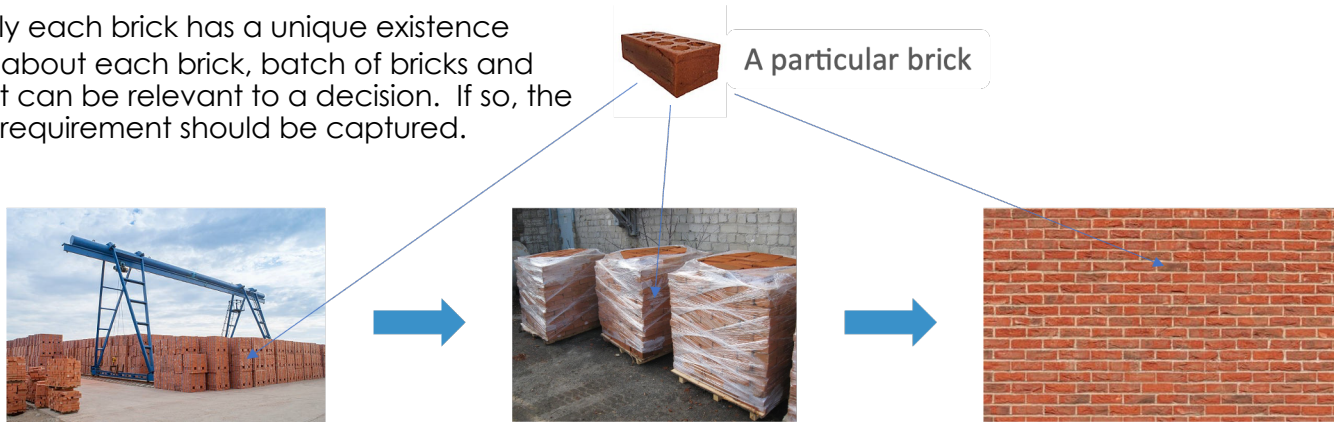 ly each brick has a unique existence
about each brick, batch of bricks and
t can be relevant to a decision. If so, the
requirement should be captured.
A particular brick